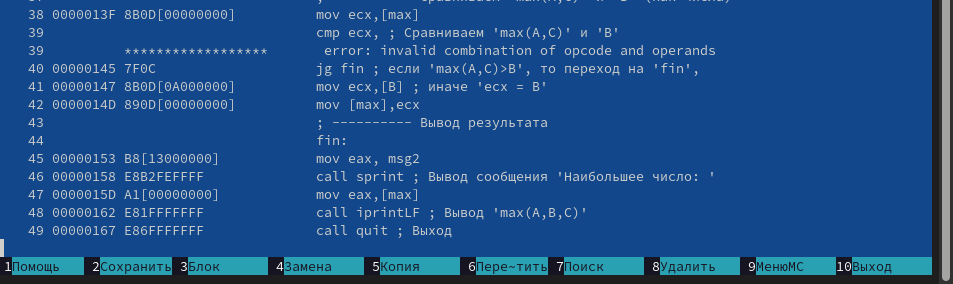 38 0000013F 8B0D[00000000] mov ecx,[max]
39 cmp ecx, ; Сравниваем 'max(A,C)' и 'B'
39 ****************** error: invalid combination of opcode and operands
40 00000145 7F0C jg fin ; если 'max(A,C)>B', то переход на 'fin',
41 00000147 8B0D[0A000000] mov ecx,[B] ; иначе 'ecx = B'
42 0000014D 890D[00000000] mov [max],ecx
43 ; ---------- Вывод результата
44 fin:
45 00000153 B8[13000000] mov eax, msg2
46 00000158 E8B2FEFFFF call sprint ; Вывод сообщения 'Наибольшее число: '
47 0000015D A1[00000000] mov eax,[max]
48 00000162 E81FFFFFFF call iprintLF ; Вывод 'max(A,B,C)'
49 00000167 E86FFFFFFF call quit ; Выход
1Помощь 2Сохранить 3Блок 4Замена 5Копия 6Пере~тить 7Поиск 8Удалить 9МенюМС 10Выход